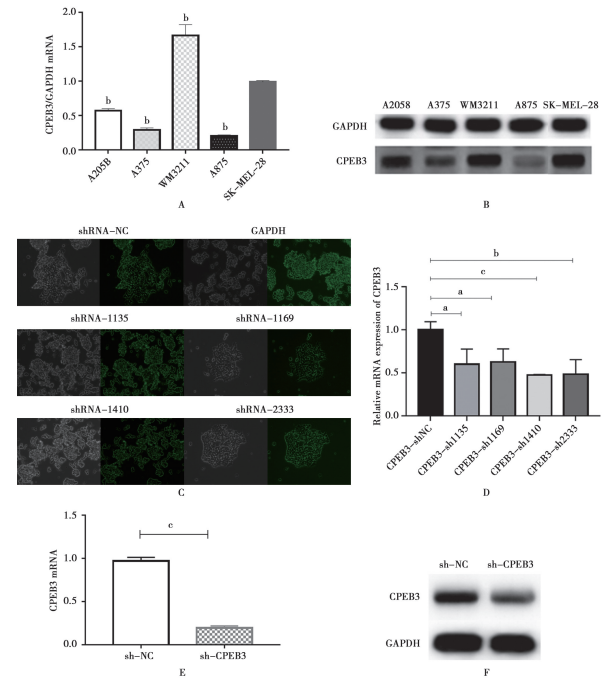 2.0
1.5
1.0
0.5
0.0
CPEB3/GAPDH mRNA
b
b
b
b
A205B
A375
WM3211
A875
SK-MEL-28
A
A2058 A375 WM3211 A875 SK-MEL-28
GAPDH
CPEB3
B
shRNA-NC GAPDH
shRNA-1135 shRNA-1169
shRNA-1410 shRNA-2333
C
b
c
a
a
1.5
1.0
0.5
0.0
Relative mRNA expression of CPEB3
CPEB3-shNC
CPEB3-sh1135
CPEB3-sh1169
CPEB3-sh1410
CPEB3-sh2333
D
1.5
1.0
0.5
0.0
CPEB3 mRNA
c
sh-NC sh-CPEB3
E
sh-NC sh-CPEB3
CPEB3
GAPDH
F